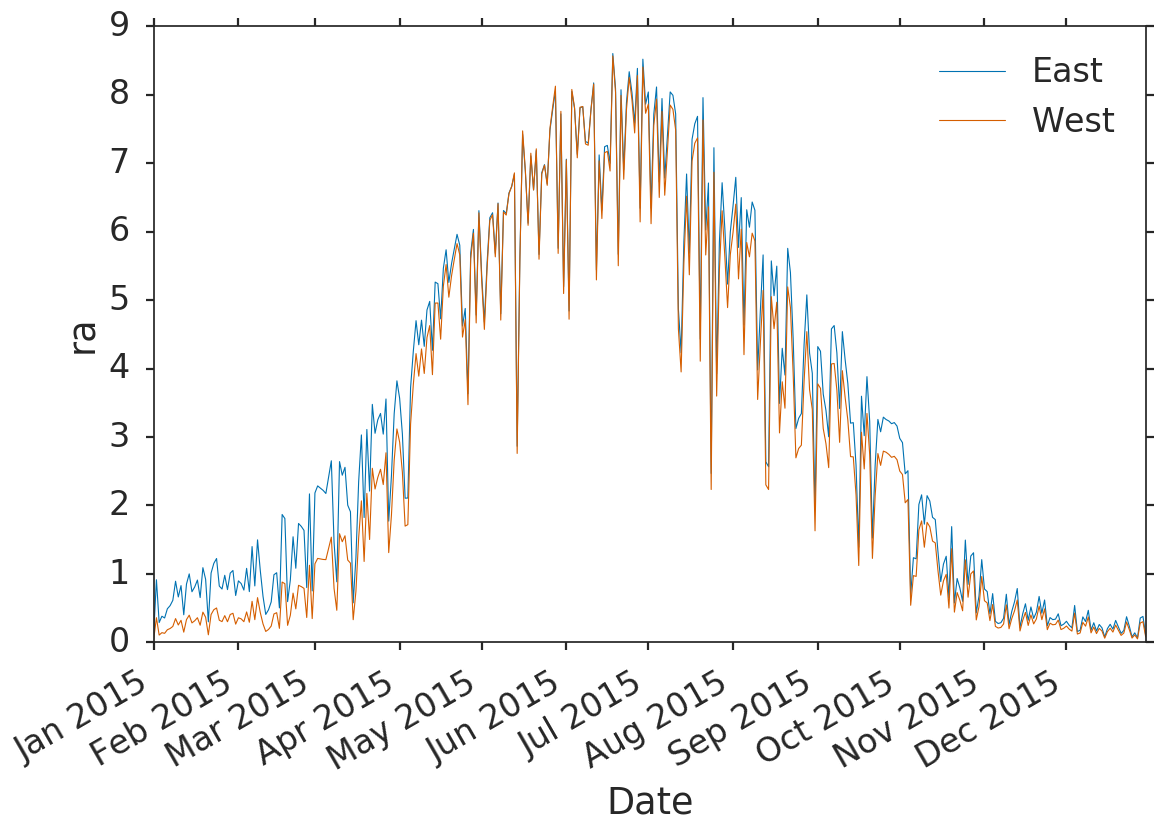 9
8
7
6
5
4
3
2
1
0
ra
East
West
Jan 2015
Feb 2015
Mar 2015
Apr 2015
May 2015
Jun 2015
Jul 2015
Aug 2015
Sep 2015
Oct 2015
Nov 2015
Dec 2015
Date